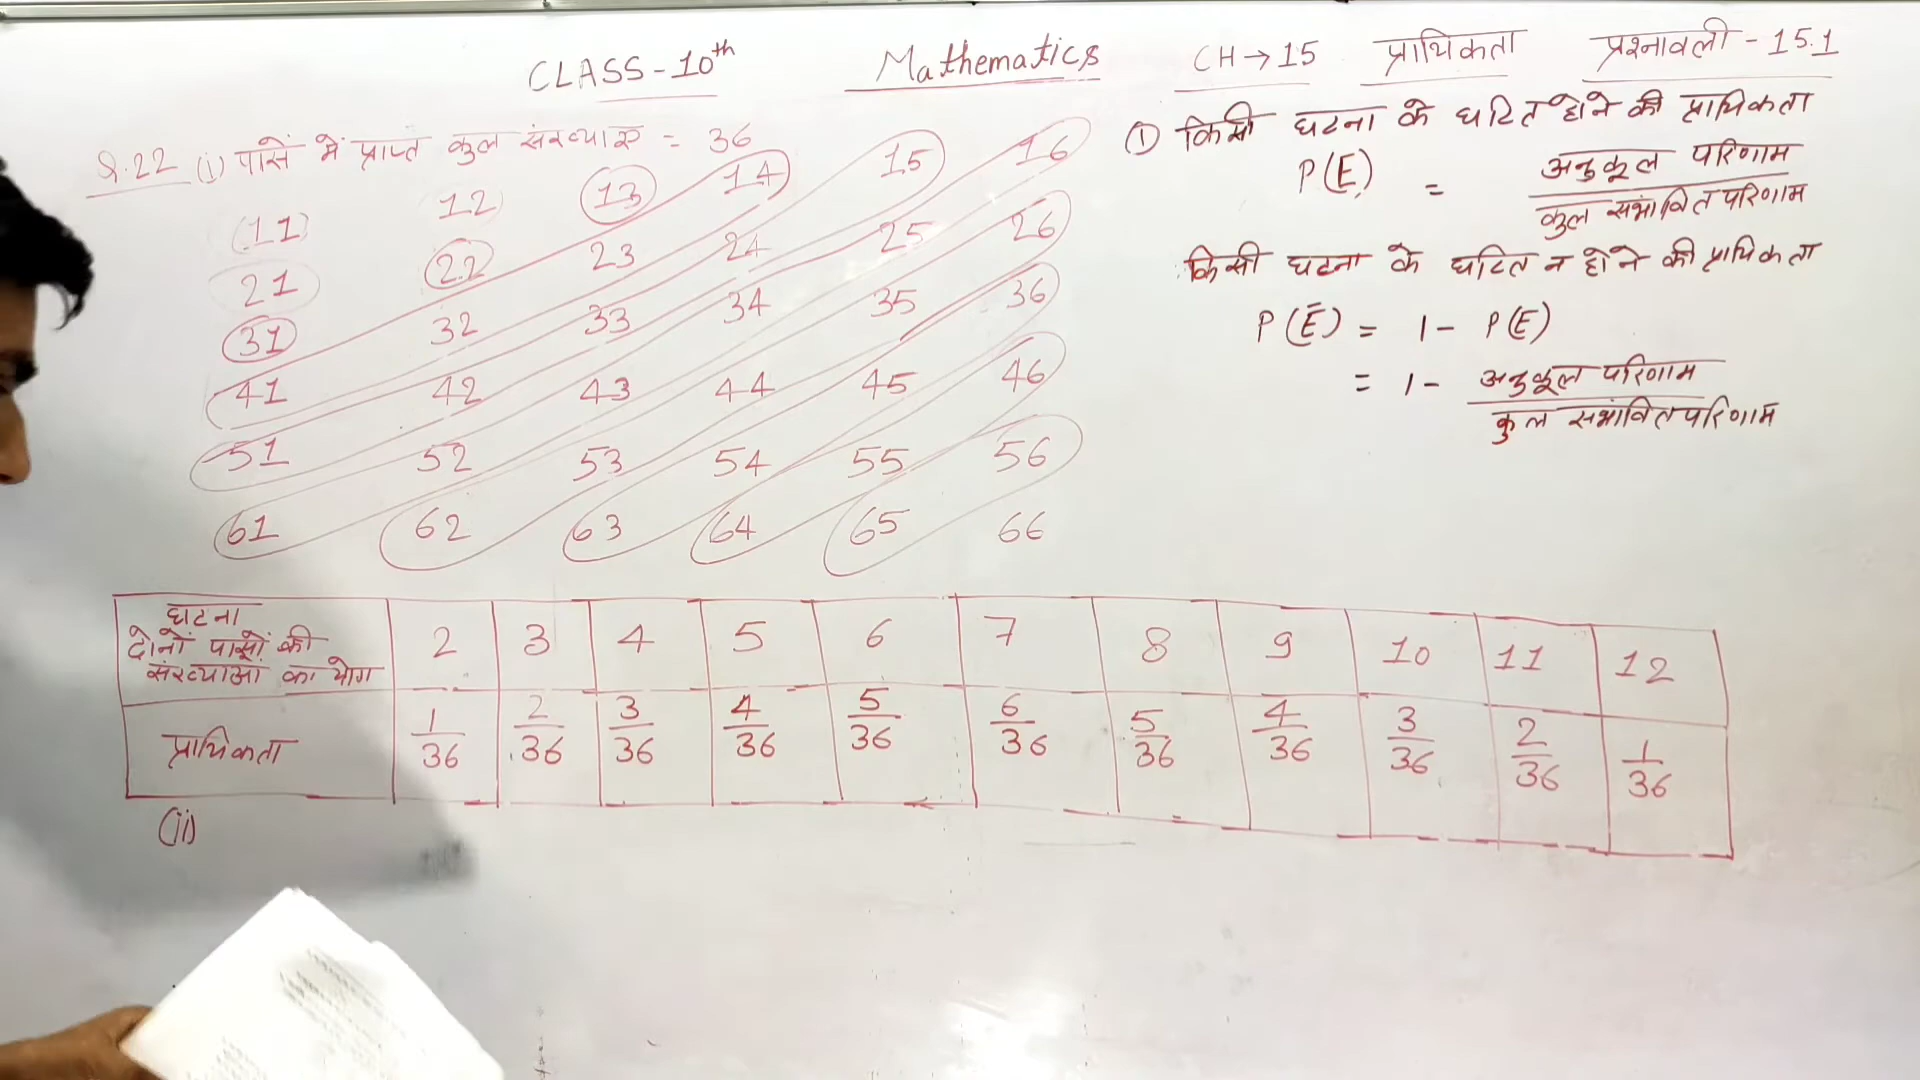 CLASS-10th Mathematics CH→15 प्रायिकता प्रश्नावली-15.1
Q.22 (i) पासे में प्राप्त कुल संख्याए = 36
(11) 12 13 14 15 16
21 22 23 24 25 26
31 32 33 34 35 36
41 42 43 44 45 46
51 52 53 54 55 56
61 62 63 64 65 66
① किसी घटना के घटित होने की प्रायिकता
P(E) = अनुकूल परिणाम
कुल सभांवित परिणाम
किसी घटना के घटित न होने की प्रायिकता
P(Ē) = 1 - P(E)
= 1 - अनुकूल परिणाम
कुल सभांवित परिणाम
घटना
दोनों पासों की
संख्याओं का योग
2 3 4 5 6 7 8 9 10 11 12
प्रायिकता 1/36 2/36 3/36 4/36 5/36 6/36 5/36 4/36 3/36 2/36 1/36
(ii)